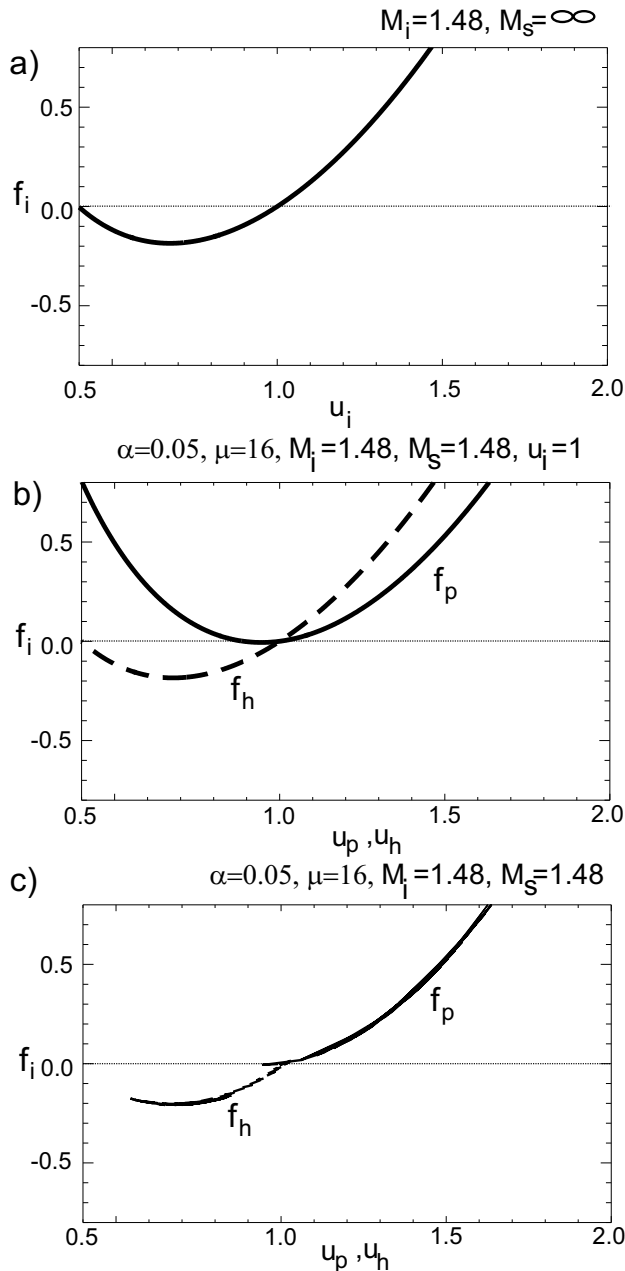 M_i=1.48, M_s=∞
a)
0.5
f_i 0.0
-0.5
0.5 1.0 1.5 2.0
u_i
α=0.05, μ=16, M_i=1.48, M_s=1.48, u_i=1
b)
0.5
f_p
f_i 0.0
f_h
-0.5
0.5 1.0 1.5 2.0
u_p ,u_h
c)
α=0.05, μ=16, M_i=1.48, M_s=1.48
0.5
f_p
f_i 0.0
f_h
-0.5
0.5 1.0 1.5 2.0
u_p ,u_h